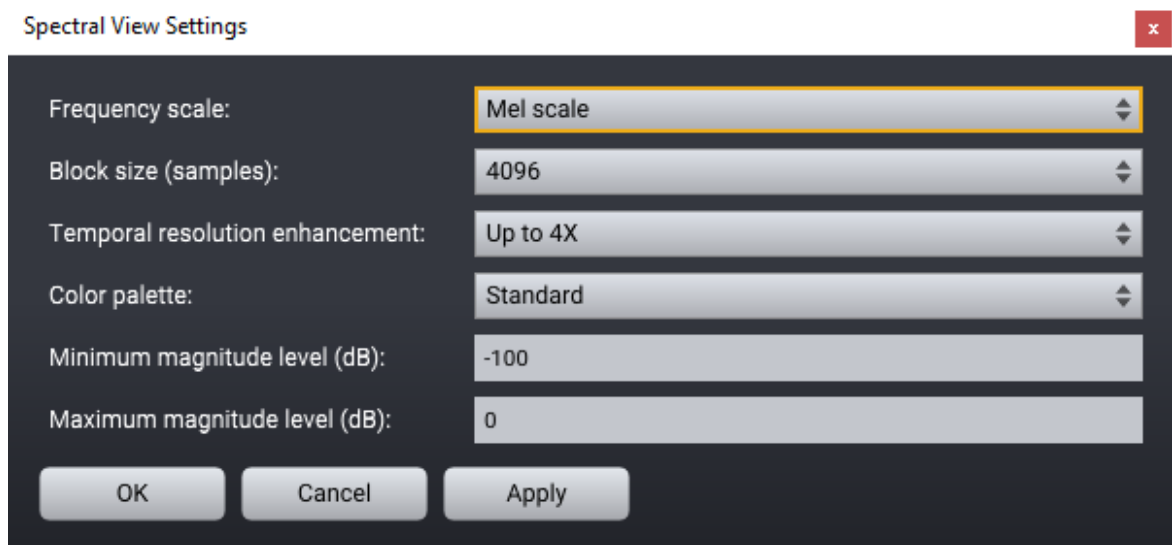 Spectral View Settings
x
Frequency scale: Mel scale
Block size (samples): 4096
Temporal resolution enhancement: Up to 4X
Color palette: Standard
Minimum magnitude level (dB): -100
Maximum magnitude level (dB): 0
OK Cancel Apply